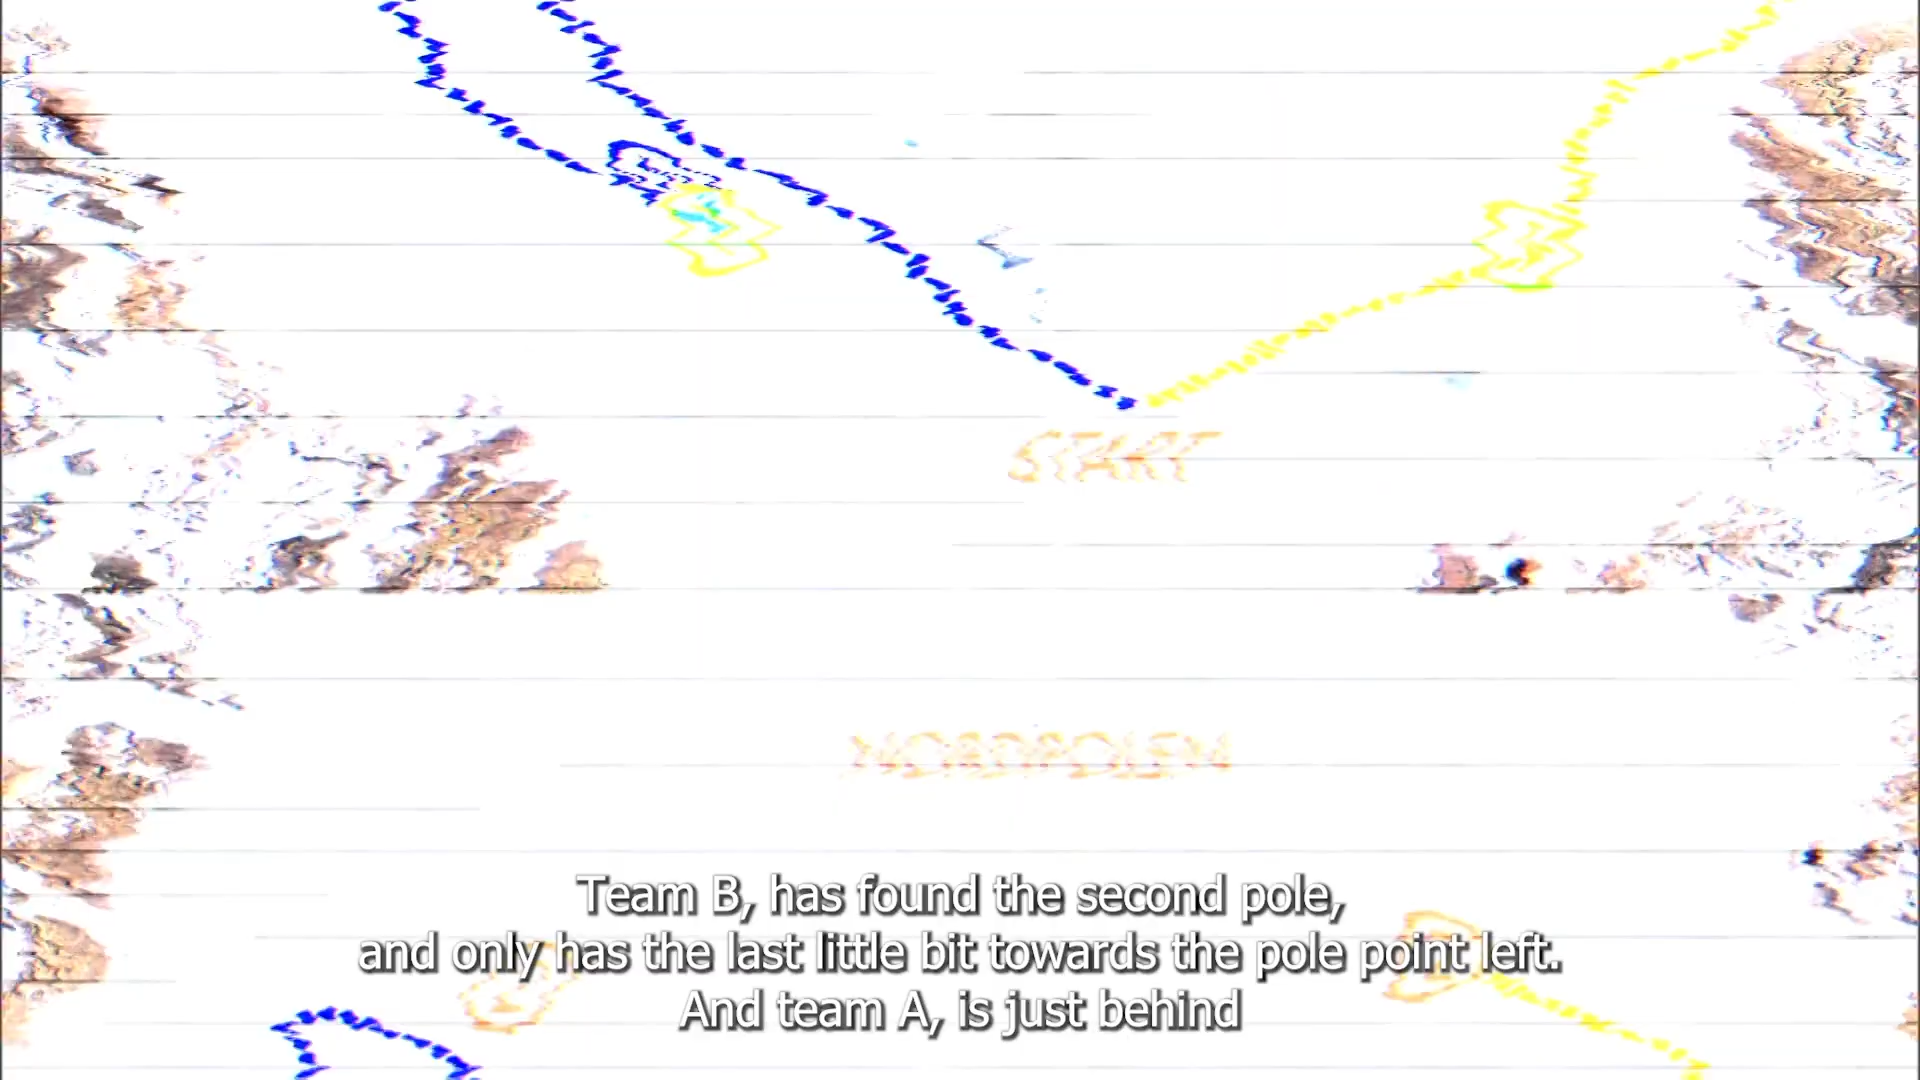 START
NORDPOLEN
Team B, has found the second pole,
and only has the last little bit towards the pole point left.
And team A, is just behind